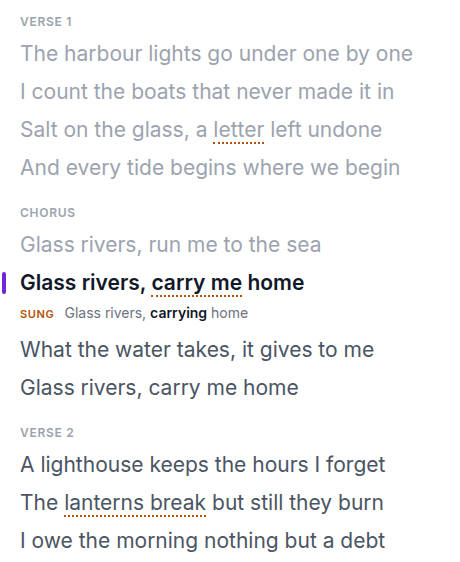 VERSE 1
The harbour lights go under one by one
I count the boats that never made it in
Salt on the glass, a letter left undone
And every tide begins where we begin
CHORUS
Glass rivers, run me to the sea
Glass rivers, carry me home
SUNG Glass rivers, carrying home
What the water takes, it gives to me
Glass rivers, carry me home
VERSE 2
A lighthouse keeps the hours I forget
The lanterns break but still they burn
I owe the morning nothing but a debt